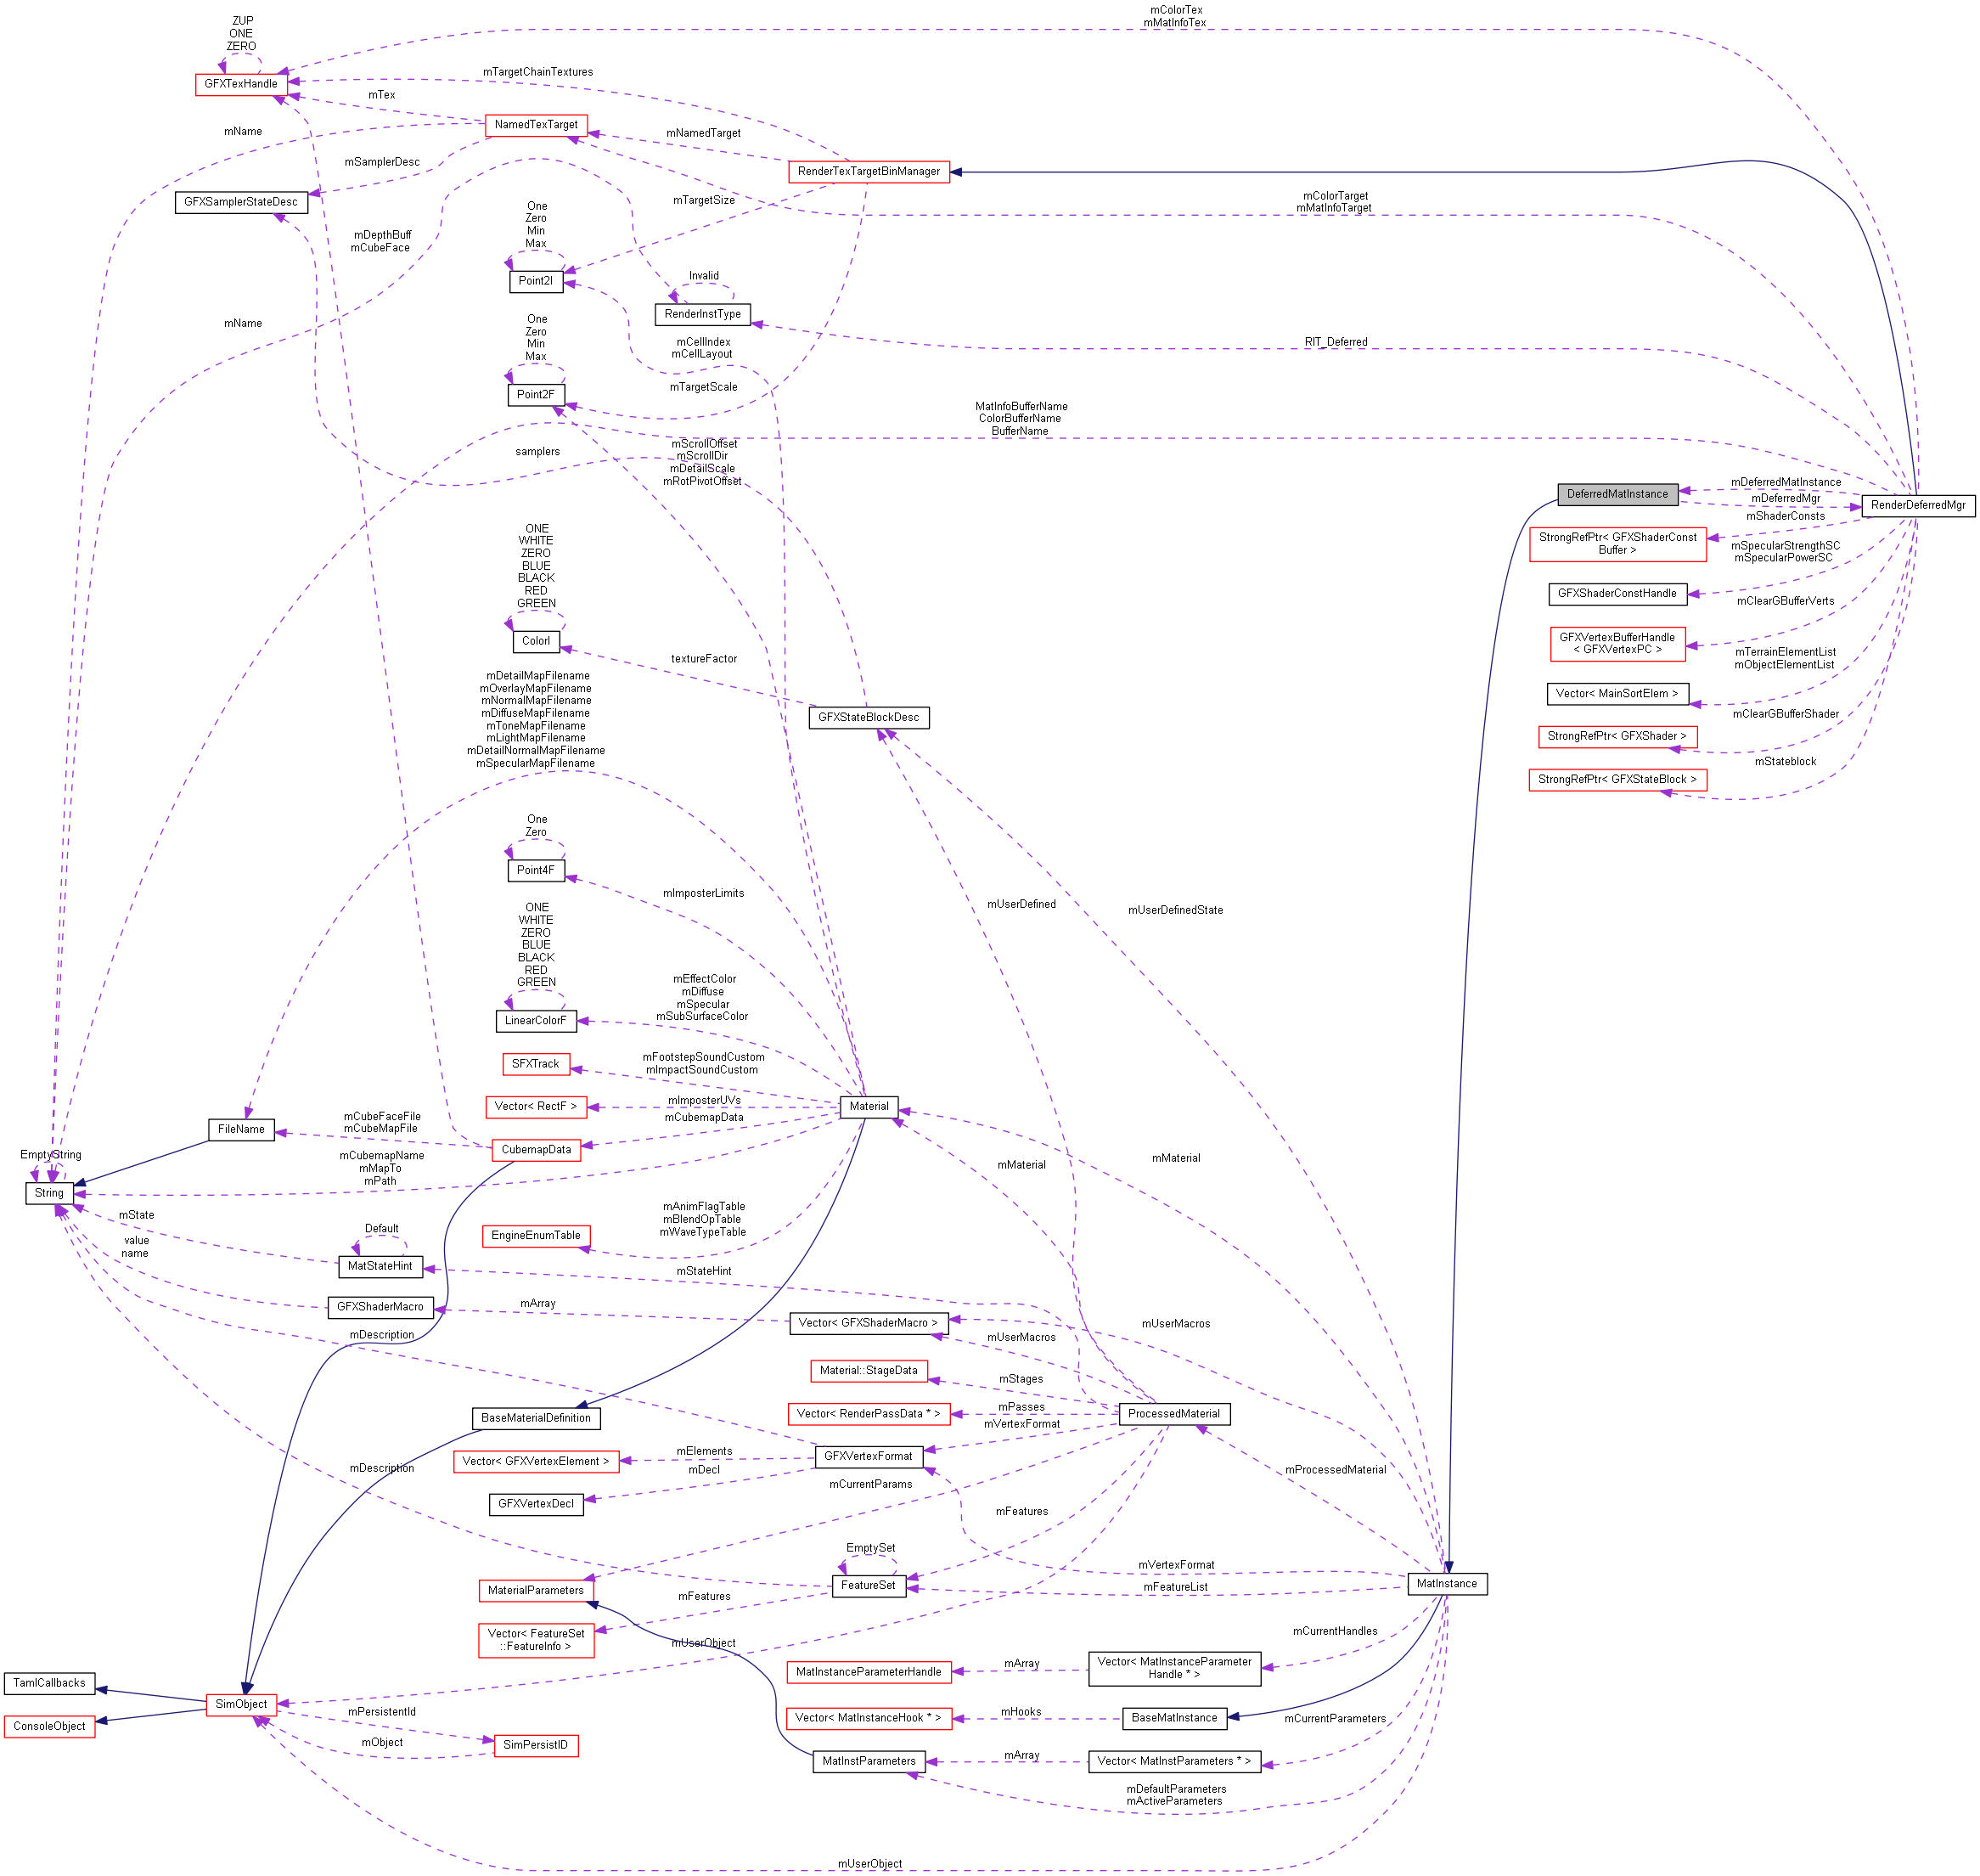 mColorTex
mMatInfoTex
ZUP
ONE
ZERO
GFXTexHandle
mTargetChainTextures
mTex
NamedTexTarget
mName
mNamedTarget
mSamplerDesc
RenderTexTargetBinManager
GFXSamplerStateDesc
mTargetSize
mColorTarget
mMatInfoTarget
One
Zero
Min
Max
mDepthBuff
mCubeFace
Point2I
Invalid
RenderInstType
mName
RIT_Deferred
mCellIndex
mCellLayout
One
Zero
Min
Max
Point2F
mTargetScale
MatInfoBufferName
ColorBufferName
BufferName
samplers
mScrollOffset
mScrollDir
mDetailScale
mRotPivotOffset
DeferredMatInstance
mDeferredMatInstance
mDeferredMgr
RenderDeferredMgr
mShaderConsts
StrongRefPtr< GFXShaderConst
Buffer >
mSpecularStrengthSC
mSpecularPowerSC
GFXShaderConstHandle
mClearGBufferVerts
GFXVertexBufferHandle
< GFXVertexPC >
mTerrainElementList
mObjectElementList
Vector< MainSortElem >
mClearGBufferShader
StrongRefPtr< GFXShader >
mStateblock
StrongRefPtr< GFXStateBlock >
ONE
WHITE
ZERO
BLUE
BLACK
RED
GREEN
ColorI
textureFactor
GFXStateBlockDesc
mDetailMapFilename
mOverlayMapFilename
mNormalMapFilename
mDiffuseMapFilename
mToneMapFilename
mLightMapFilename
mDetailNormalMapFilename
mSpecularMapFilename
One
Zero
Point4F
mImposterLimits
mUserDefined
mUserDefinedState
ONE
WHITE
ZERO
BLUE
BLACK
RED
GREEN
LinearColorF
mEffectColor
mDiffuse
mSpecular
mSubSurfaceColor
SFXTrack
mFootstepSoundCustom
mImpactSoundCustom
Vector< RectF >
mImposterUVs
mCubemapData
Material
FileName
mCubeFaceFile
mCubeMapFile
CubemapData
EmptyString
String
mCubemapName
mMapTo
mPath
mMaterial
mMaterial
mState
Default
MatStateHint
value
name
EngineEnumTable
mAnimFlagTable
mBlendOpTable
mWaveTypeTable
mStateHint
GFXShaderMacro
mArray
Vector< GFXShaderMacro >
mUserMacros
mUserMacros
mDescription
Material::StageData
mStages
Vector< RenderPassData * >
mPasses
ProcessedMaterial
mVertexFormat
BaseMaterialDefinition
GFXVertexFormat
mElements
Vector< GFXVertexElement >
mDecl
GFXVertexDecl
mDescription
mCurrentParams
mProcessedMaterial
mFeatures
EmptySet
FeatureSet
mVertexFormat
mFeatureList
MatInstance
MaterialParameters
mFeatures
Vector< FeatureSet
::FeatureInfo >
mUserObject
mCurrentHandles
MatInstanceParameterHandle
mArray
Vector< MatInstanceParameter
Handle * >
TamlCallbacks
SimObject
ConsoleObject
mPersistentId
mObject
SimPersistID
Vector< MatInstanceHook * >
mHooks
BaseMatInstance
mCurrentParameters
MatInstParameters
mArray
Vector< MatInstParameters * >
mDefaultParameters
mActiveParameters
mUserObject